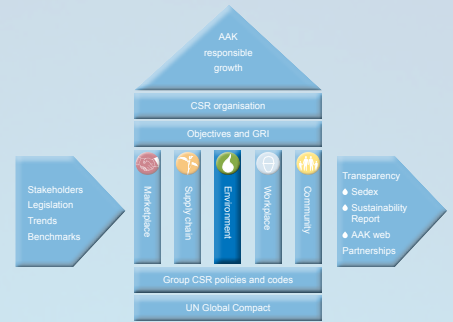 AAK
responsible
growth
CSR organisation
Objectives and GRI
Stakeholders
Legislation
Trends
Benchmarks
Marketplace
Supply chain
Environment
Workplace
Community
Transparency
Sedex
Sustainability
Report
AAK web
Partnerships
Group CSR policies and codes
UN Global Compact